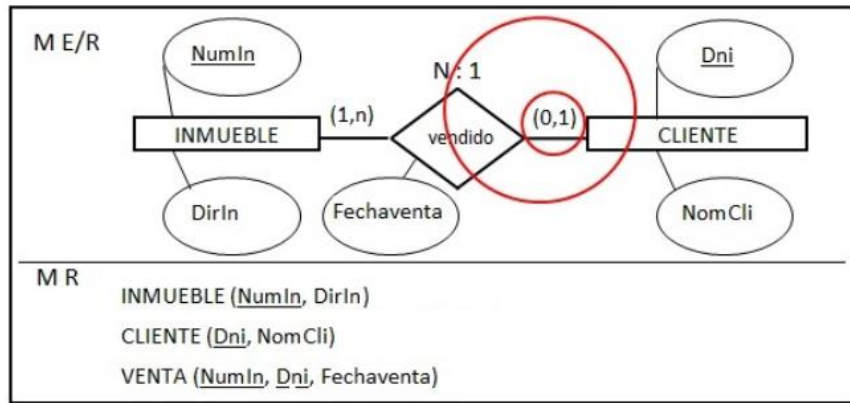 M E/R
NumIn
N : 1
Dni
(1,n)
(0,1)
INMUEBLE
vendido
CLIENTE
DirIn
Fechaventa
NomCli
M R
INMUEBLE (NumIn, DirIn)
CLIENTE (Dni, NomCli)
VENTA (NumIn, Dni, Fechaventa)